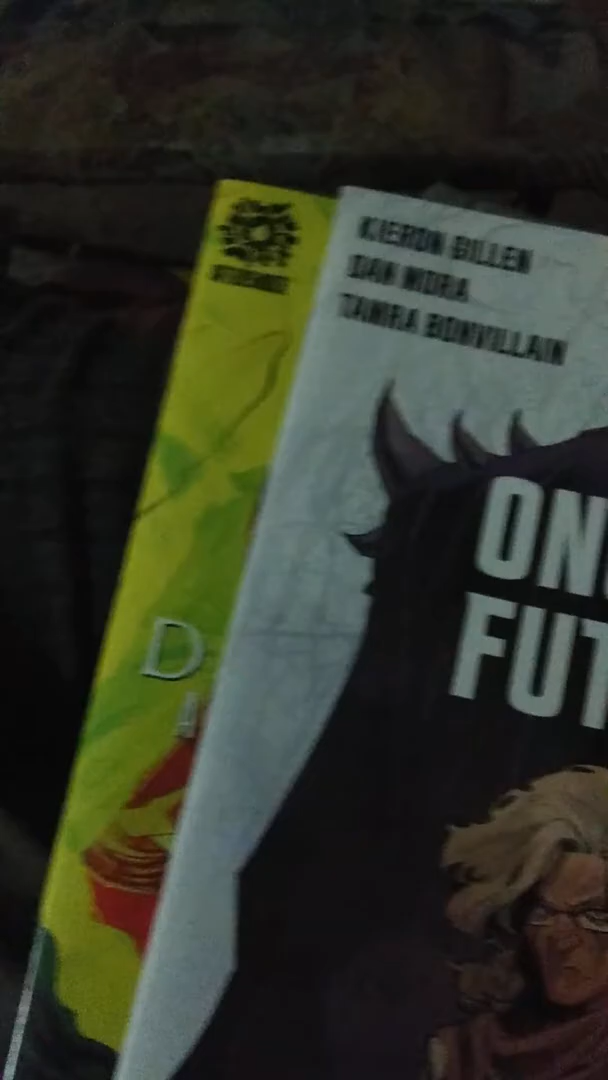 KIERON GILLEN
DAN MORA
TAMRA BONVILLAIN
ON
FUT
D